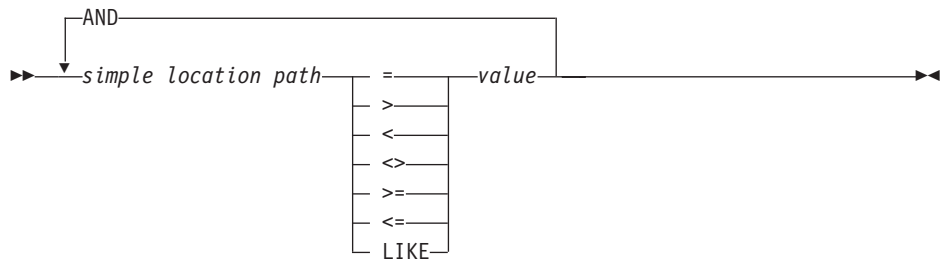 AND
simple location path = value
>
<
<>
>=
<=
LIKE